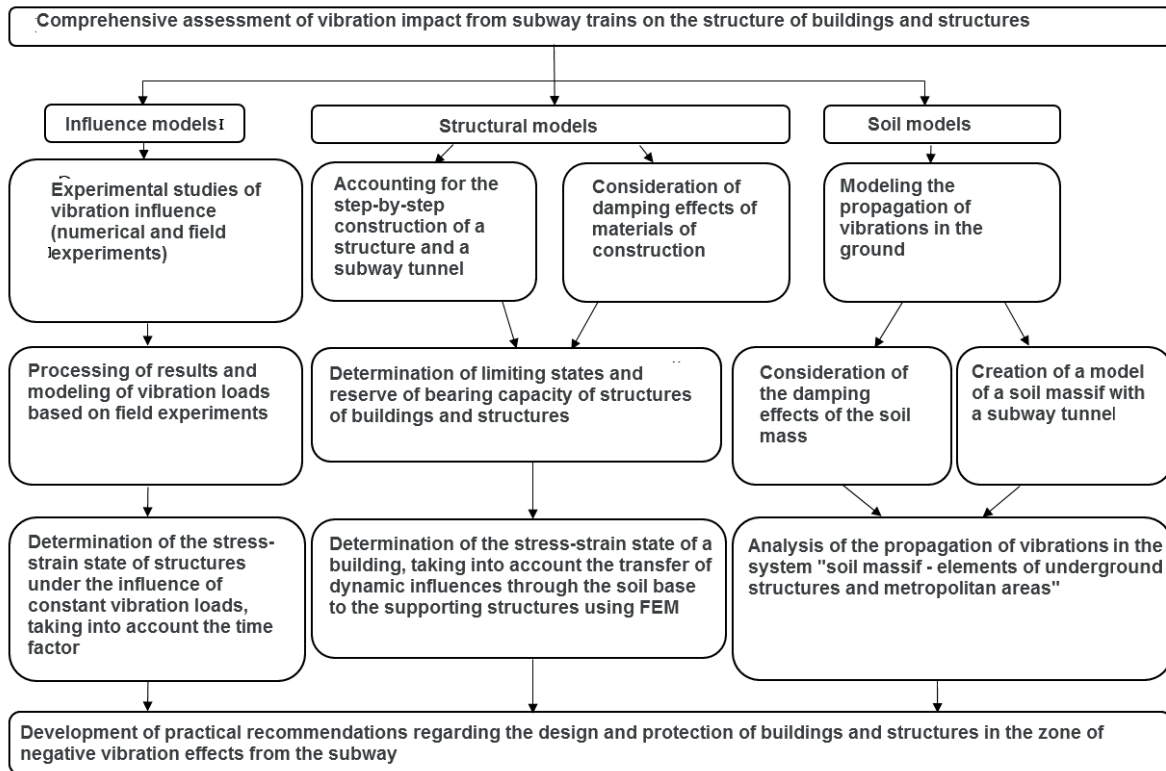 Comprehensive assessment of vibration impact from subway trains on the structure of buildings and structures
Influence models
Structural models
Soil models
Experimental studies of
vibration influence
(numerical and field
experiments)
Accounting for the
step-by-step
construction of a
structure and a
subway tunnel
Consideration of
damping effects of
materials of
construction
Modeling the
propagation of
vibrations in the
ground
Processing of results and
modeling of vibration loads
based on field experiments
Determination of limiting states and
reserve of bearing capacity of structures
of buildings and structures
Consideration of
the damping
effects of the soil
mass
Creation of a model
of a soil massif with
a subway tunnel
Determination of the stress-
strain state of structures
under the influence of
constant vibration loads,
taking into account the time
factor
Determination of the stress-strain state of a
building, taking into account the transfer of
dynamic influences through the soil base
to the supporting structures using FEM
Analysis of the propagation of vibrations in the
system "soil massif - elements of underground
structures and metropolitan areas"
Development of practical recommendations regarding the design and protection of buildings and structures in the zone of
negative vibration effects from the subway